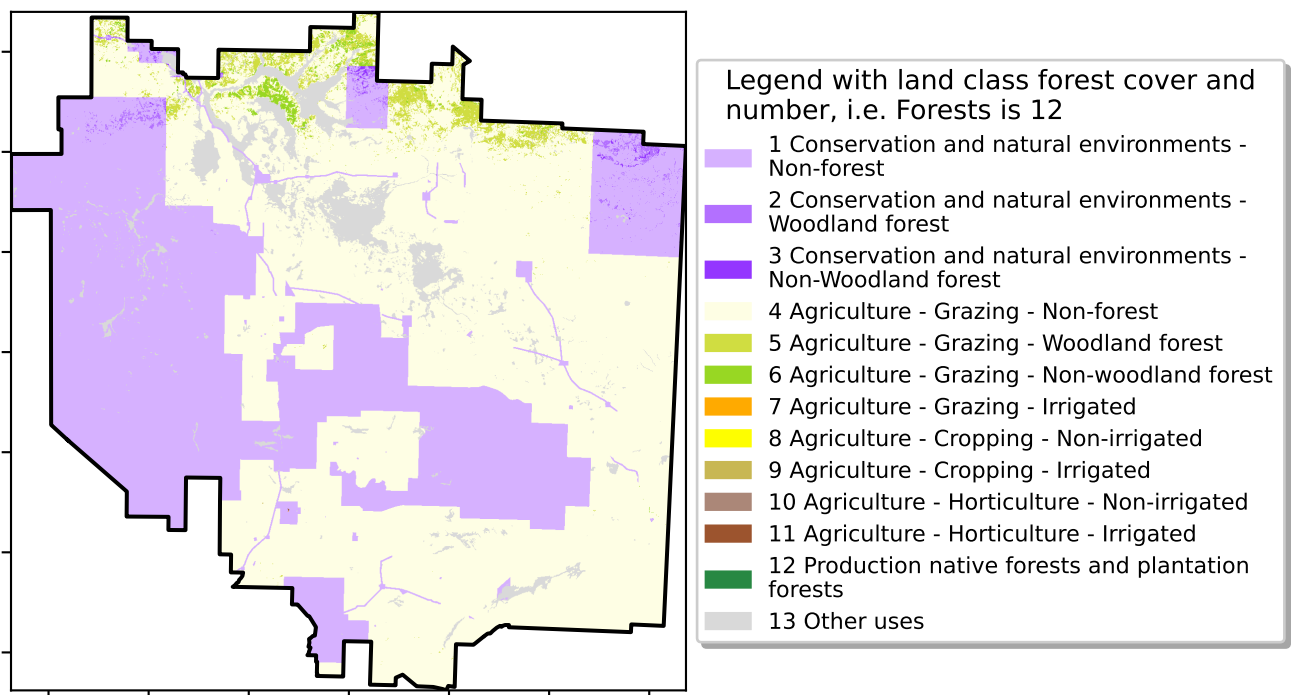 Legend with land class forest cover and
number, i.e. Forests is 12
1 Conservation and natural environments -
Non-forest
2 Conservation and natural environments -
Woodland forest
3 Conservation and natural environments -
Non-Woodland forest
4 Agriculture - Grazing - Non-forest
5 Agriculture - Grazing - Woodland forest
6 Agriculture - Grazing - Non-woodland forest
7 Agriculture - Grazing - Irrigated
8 Agriculture - Cropping - Non-irrigated
9 Agriculture - Cropping - Irrigated
10 Agriculture - Horticulture - Non-irrigated
11 Agriculture - Horticulture - Irrigated
12 Production native forests and plantation
forests
13 Other uses